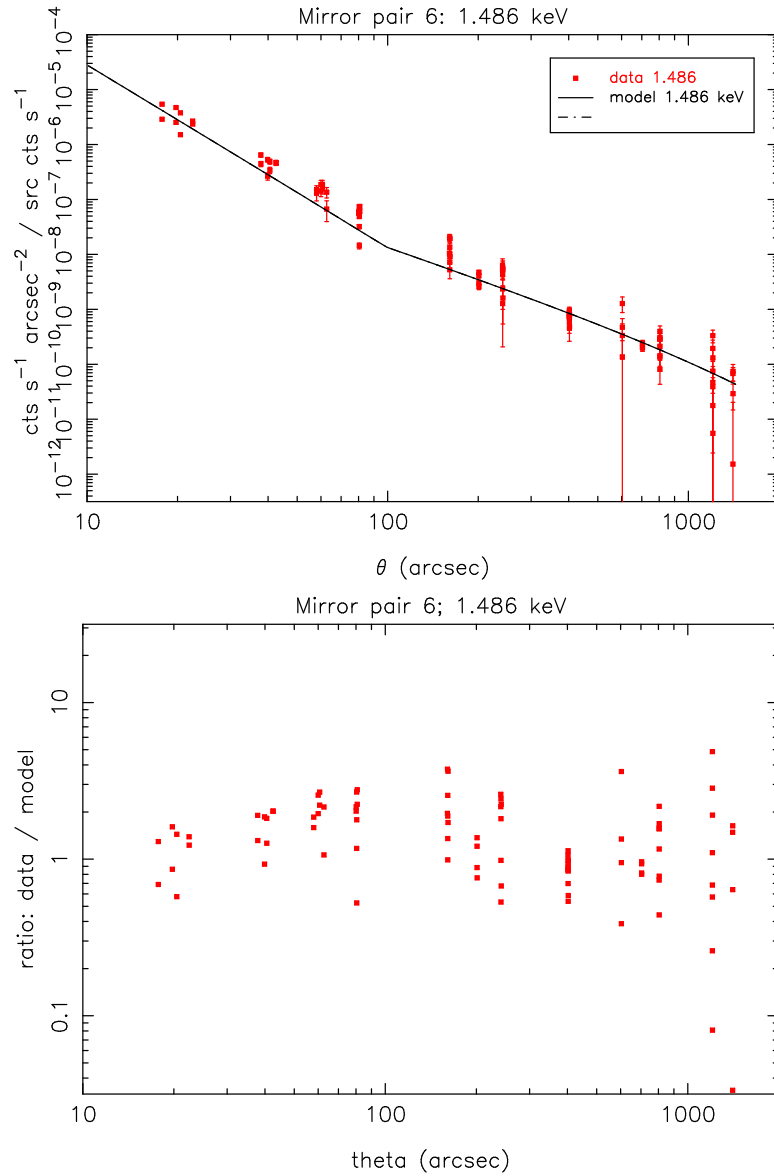 Mirror pair 6: 1.486 keV
cts s⁻¹ arcsec⁻² / src cts s⁻¹
10⁻⁴
10⁻⁵
10⁻⁶
10⁻⁷
10⁻⁸
10⁻⁹
10⁻¹⁰
10⁻¹¹
10⁻¹²
data 1.486
model 1.486 keV
10
100
1000
θ (arcsec)
Mirror pair 6; 1.486 keV
ratio: data / model
10
1
0.1
10
100
1000
theta (arcsec)